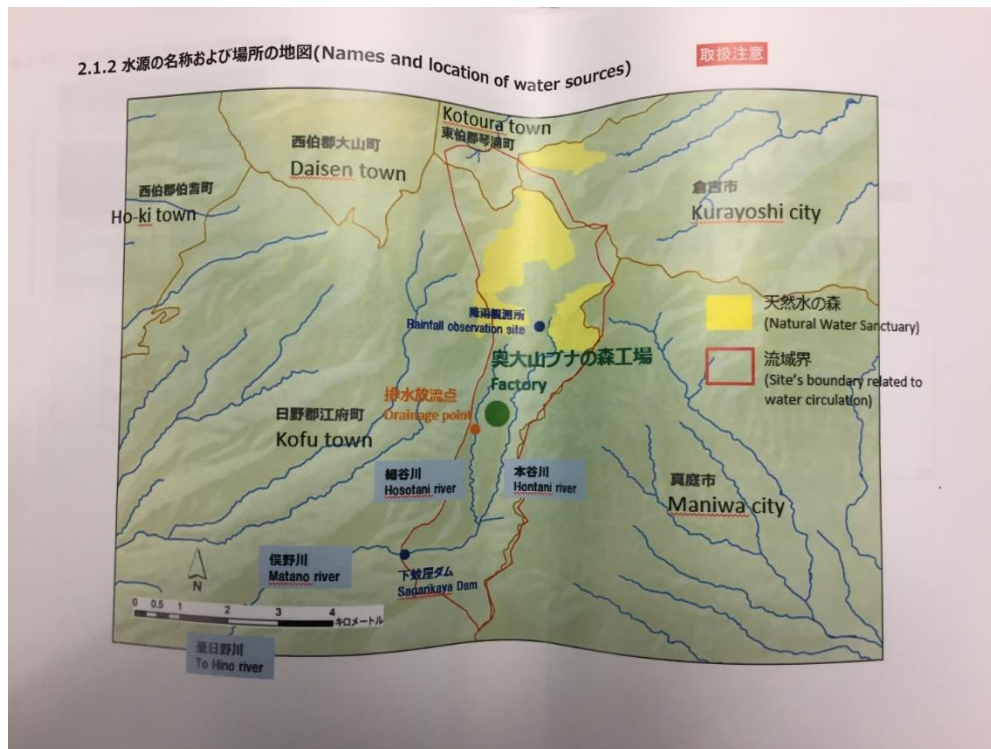 2.1.2 水源の名称および場所の地図(Names and location of water sources)
取扱注意
Kotoura town
東伯郡琴浦町
西伯郡大山町
Daisen town
西伯郡伯耆町
Ho-ki town
倉吉市
Kurayoshi city
天然水の森
(Natural Water Sanctuary)
降雨観測所
Rainfall observation site
奥大山ブナの森工場
Factory
流域界
(Site's boundary related to
water circulation)
排水放流点
Drainage point
日野郡江府町
Kofu town
細谷川
Hosotani river
本谷川
Hontani river
真庭市
Maniwa city
俣野川
Matano river
下蚊屋ダム
Sagarikaya Dam
N
0 0.5 1 2 3 4
キロメートル
至日野川
To Hino river